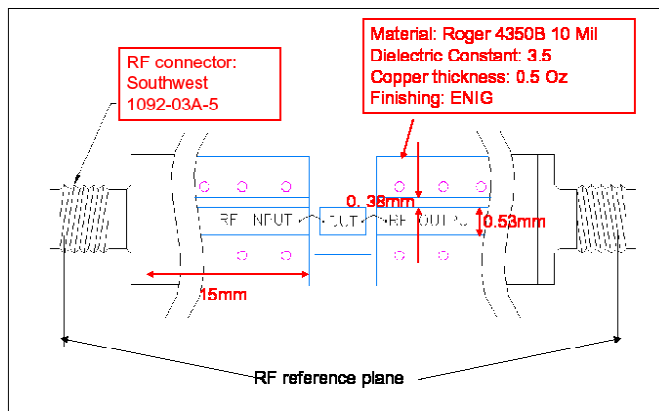 Material: Roger 4350B 10 Mil
Dielectric Constant: 3.5
Copper thickness: 0.5 Oz
Finishing: ENIG
RF connector:
Southwest
1092-03A-5
0.38mm
RF INPUT
DUT
RF OUTPU
0.53mm
15mm
RF reference plane